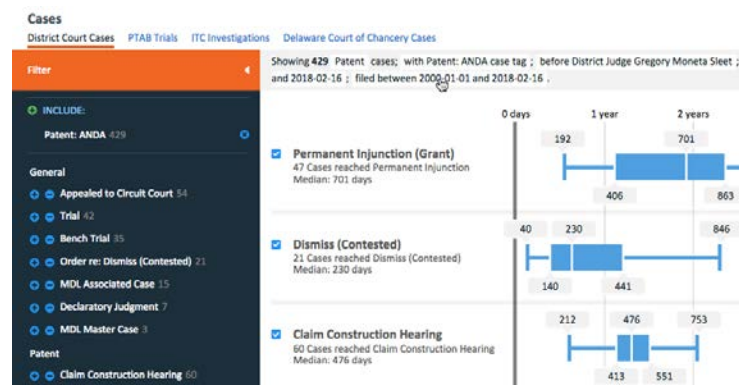 Cases
District Court Cases PTAB Trials ITC Investigations Delaware Court of Chancery Cases
Filter
Showing 429 Patent cases; with Patent: ANDA case tag ; before District Judge Gregory Moneta Sleet ;
and 2018-02-16 ; filed between 2000-01-01 and 2018-02-16 .
INCLUDE:
Patent: ANDA 429
General
Appealed to Circuit Court 54
Trial 42
Bench Trial 35
Order re: Dismiss (Contested) 21
MDL Associated Case 15
Declaratory Judgment 7
MDL Master Case 3
Patent
Claim Construction Hearing 60
0 days 1 year 2 years
192 701
Permanent Injunction (Grant)
47 Cases reached Permanent Injunction
Median: 701 days
406 863
40 230 846
Dismiss (Contested)
21 Cases reached Dismiss (Contested)
Median: 230 days
140 441
212 476 753
Claim Construction Hearing
60 Cases reached Claim Construction Hearing
Median: 476 days
413 551